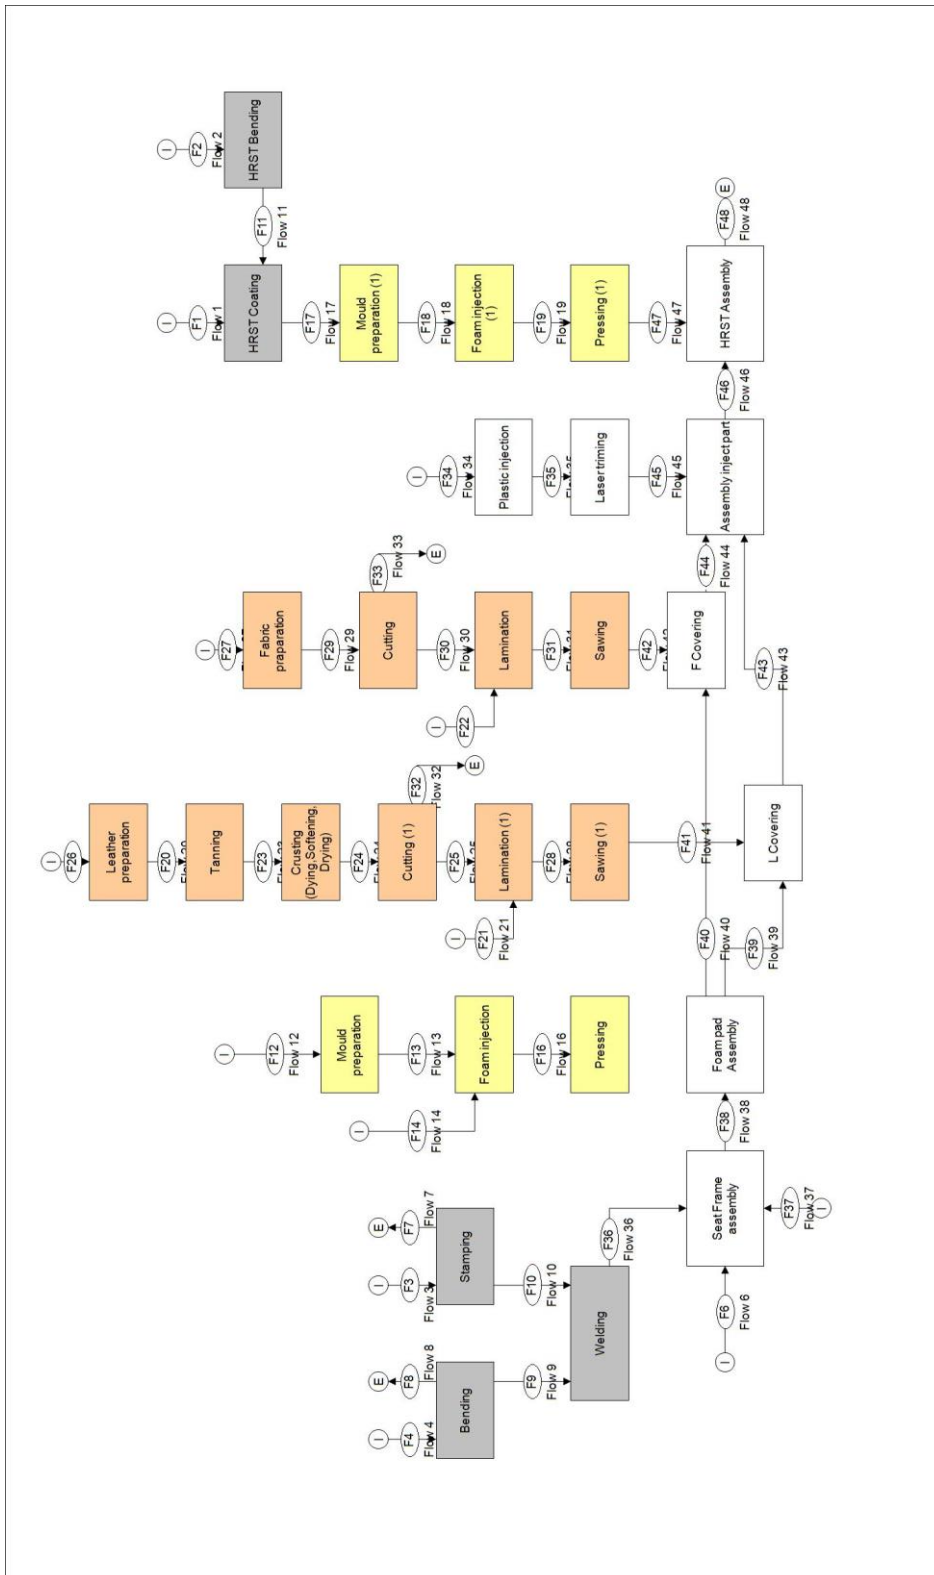 I
F2
Flow 2
HRST Bending
F11
Flow 11
I
F1
Flow 1
HRST Coating
F17
Flow 17
Mould
preparation (1)
F18
Flow 18
Foam injection
(1)
F19
Flow 19
Pressing (1)
F47
Flow 47
HRST Assembly
F48
Flow 48
E
F46
Flow 46
I
F34
Flow 34
Plastic injection
F35
Laser triming
F45
Flow 45
Assembly inject part
F44
Flow 44
F43
Flow 43
I
F27
Fabric
praparation
F29
Flow 29
Cutting
F33
Flow 33
E
F30
Flow 30
I
F22
Lamination
F31
Sawing
F42
F Covering
I
F26
Leather
preparation
F20
Tanning
F23
Crusting
(Dying,Softening,
Drying)
F24
Cutting (1)
F32
Flow 32
E
F25
I
F21
Flow 21
Lamination (1)
F28
Sawing (1)
F41
Flow 41
L Covering
F40
Flow 40
F39
Flow 39
I
F12
Flow 12
Mould
preparation
F13
Flow 13
I
F14
Flow 14
Foam injection
F16
Flow 16
Pressing
Foam pad
Assembly
F38
Flow 38
E
F7
Flow 7
I
F3
Flow 3
Stamping
F10
Flow 10
E
F8
Flow 8
I
F4
Flow 4
Bending
F9
Flow 9
Welding
F36
Flow 36
Seat Frame
assembly
F37
Flow 37
I
I
F6
Flow 6